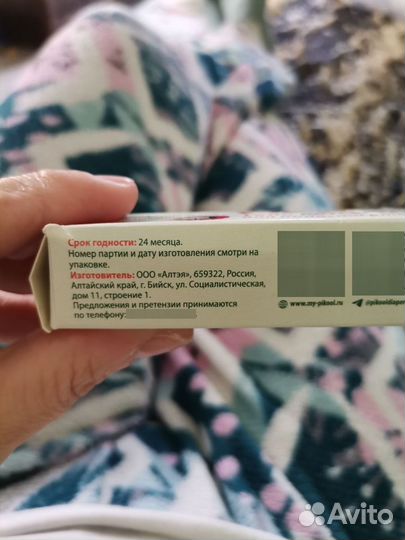 Срок годности: 24 месяца.
Номер партии и дату изготовления смотри на
упаковке.
Изготовитель: ООО «Алтэя», 659322, Россия,
Алтайский край, г. Бийск, ул. Социалистическая,
дом 11, строение 1.
Предложения и претензии принимаются
по телефону:
www.my-pikool.ru
pikooldiaper
Avito